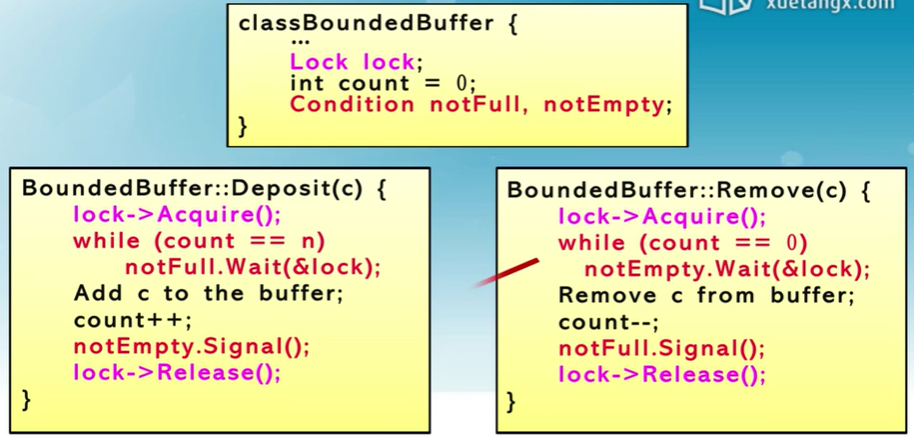 xuetangx.com
classBoundedBuffer {
...
Lock lock;
int count = 0;
Condition notFull, notEmpty;
}
BoundedBuffer::Deposit(c) {
lock->Acquire();
while (count == n)
notFull.Wait(&lock);
Add c to the buffer;
count++;
notEmpty.Signal();
lock->Release();
}
BoundedBuffer::Remove(c) {
lock->Acquire();
while (count == 0)
notEmpty.Wait(&lock);
Remove c from buffer;
count--;
notFull.Signal();
lock->Release();
}